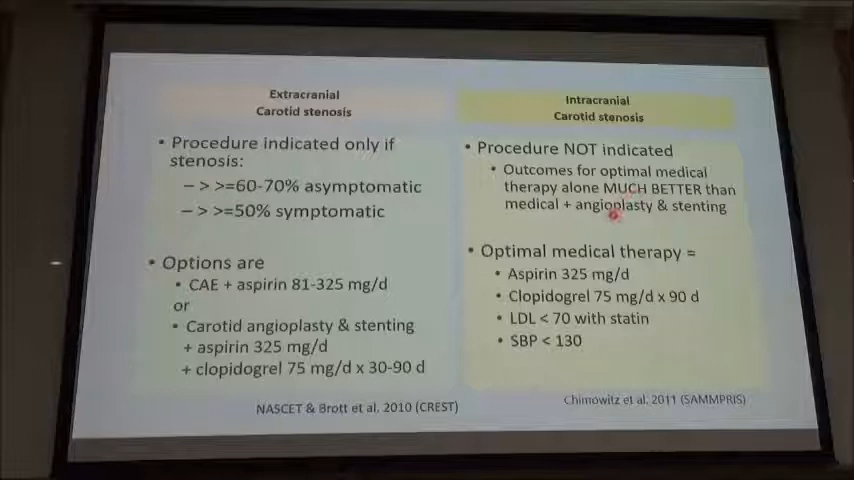 Extracranial
Carotid stenosis
• Procedure indicated only if
stenosis:
– > >=60-70% asymptomatic
– > >=50% symptomatic
• Options are
• CAE + aspirin 81-325 mg/d
or
• Carotid angioplasty & stenting
+ aspirin 325 mg/d
+ clopidogrel 75 mg/d x 30-90 d
NASCET & Brott et al, 2010 (CREST)
Intracranial
Carotid stenosis
• Procedure NOT indicated
• Outcomes for optimal medical
therapy alone MUCH BETTER than
medical + angioplasty & stenting
• Optimal medical therapy =
• Aspirin 325 mg/d
• Clopidogrel 75 mg/d x 90 d
• LDL < 70 with statin
• SBP < 130
Chimowitz et al, 2011 (SAMMPRIS)